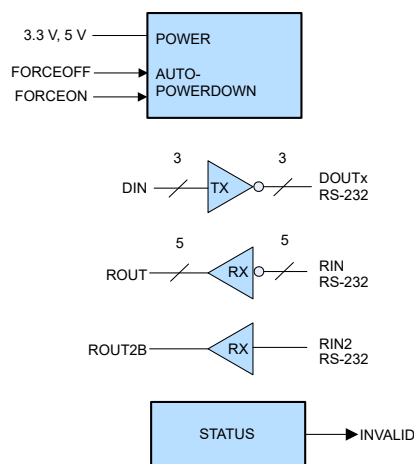 3.3 V, 5 V
POWER
FORCEOFF
AUTO-
POWERDOWN
FORCEON
3
3
DIN
TX
DOUTx
RS-232
5
5
ROUT
RX
RIN
RS-232
ROUT2B
RX
RIN2
RS-232
STATUS
INVALID